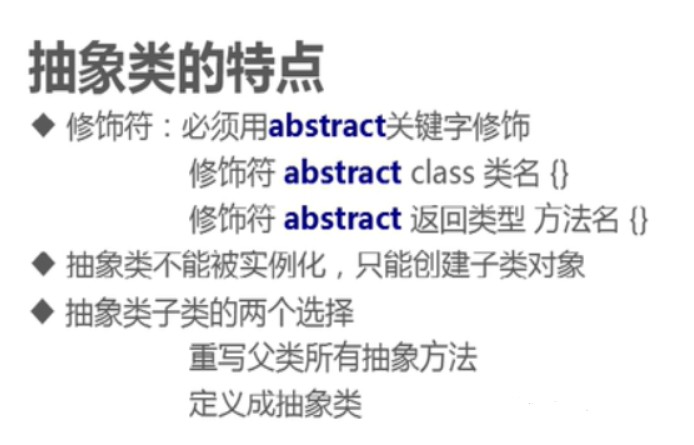 抽象类的特点
◆ 修饰符：必须用abstract关键字修饰
修饰符 abstract class 类名 {}
修饰符 abstract 返回类型 方法名 {}
◆ 抽象类不能被实例化，只能创建子类对象
◆ 抽象类子类的两个选择
重写父类所有抽象方法
定义成抽象类